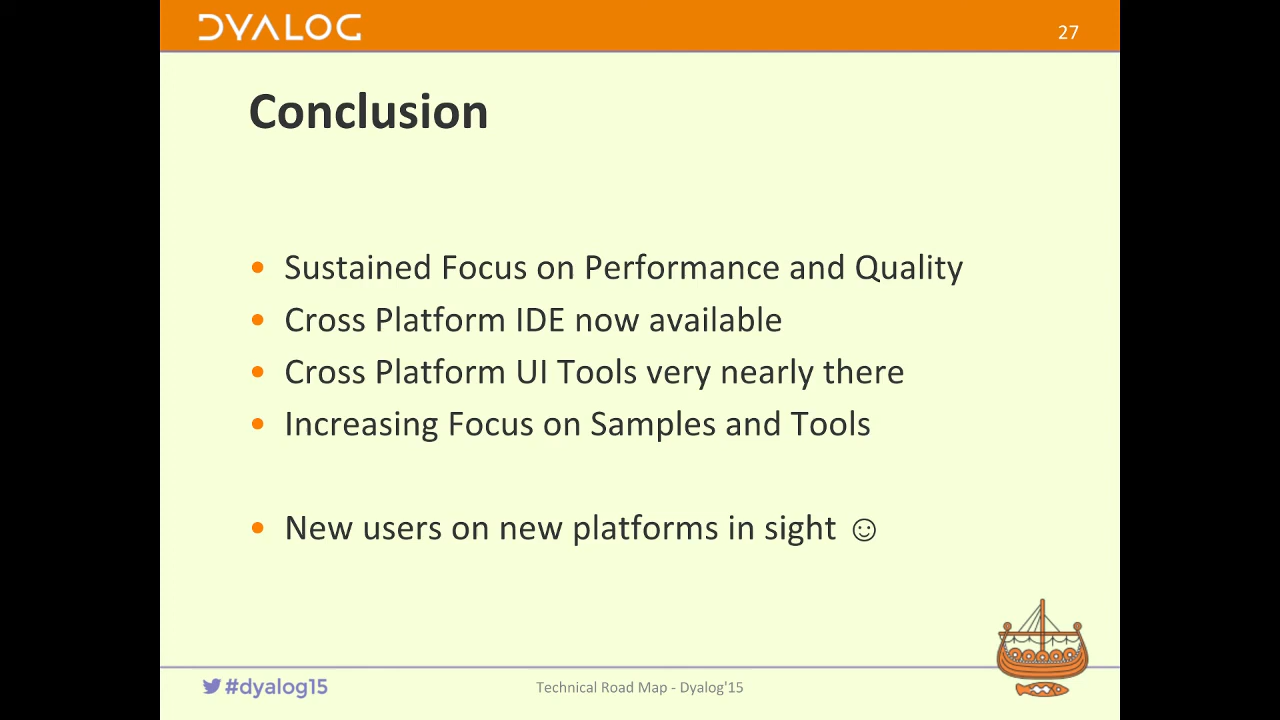 DYALOG
27
Conclusion
• Sustained Focus on Performance and Quality
• Cross Platform IDE now available
• Cross Platform UI Tools very nearly there
• Increasing Focus on Samples and Tools
• New users on new platforms in sight ☺
#dyalog15
Technical Road Map - Dyalog'15